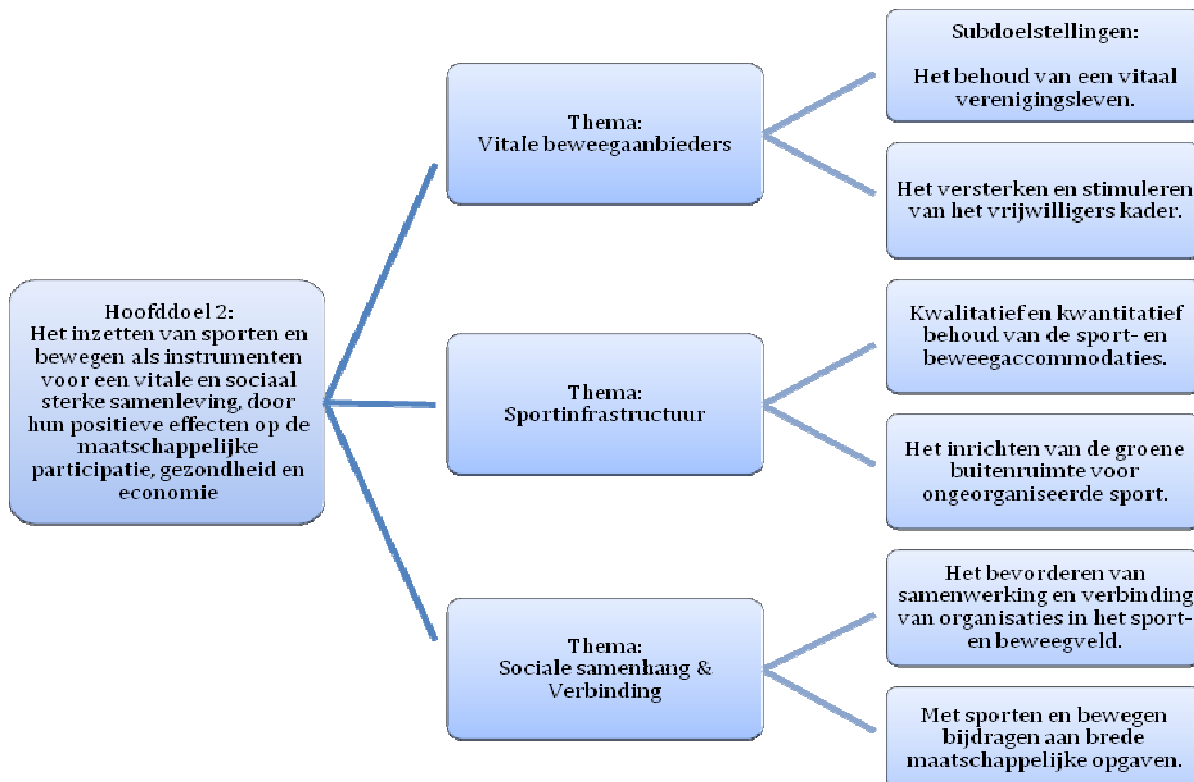 Hoofddoel 2:
Het inzetten van sporten en
bewegen als instrumenten
voor een vitale en sociaal
sterke samenleving, door
hun positieve effecten op de
maatschappelijke
participatie, gezondheid en
economie
Thema:
Vitale beweegaanbieders
Subdoelstellingen:
Het behoud van een vitaal
verenigingsleven.
Het versterken en stimuleren
van het vrijwilligers kader.
Thema:
Sportinfrastructuur
Kwalitatief en kwantitatief
behoud van de sport- en
beweegaccommodaties.
Het inrichten van de groene
buitenruimte voor
ongeorganiseerde sport.
Thema:
Sociale samenhang &
Verbinding
Het bevorderen van
samenwerking en verbinding
van organisaties in het sport-
en beweegveld.
Met sporten en bewegen
bijdragen aan brede
maatschappelijke opgaven.